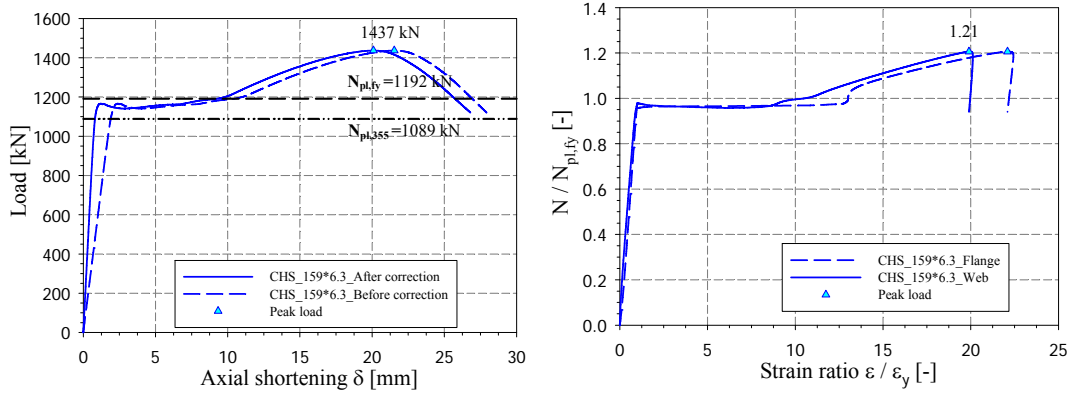 1600
1400
1200
1000
800
600
400
200
0
Load [kN]
1437 kN
N_pl,fy=1192 kN
N_pl,355=1089 kN
CHS_159*6.3_After correction
CHS_159*6.3_Before correction
Peak load
0 5 10 15 20 25 30
Axial shortening δ [mm]
1.4
1.2
1.0
0.8
0.6
0.4
0.2
0.0
N / N_pl,fy [-]
1.21
CHS_159*6.3_Flange
CHS_159*6.3_Web
Peak load
0 5 10 15 20 25
Strain ratio ε / ε_y [-]